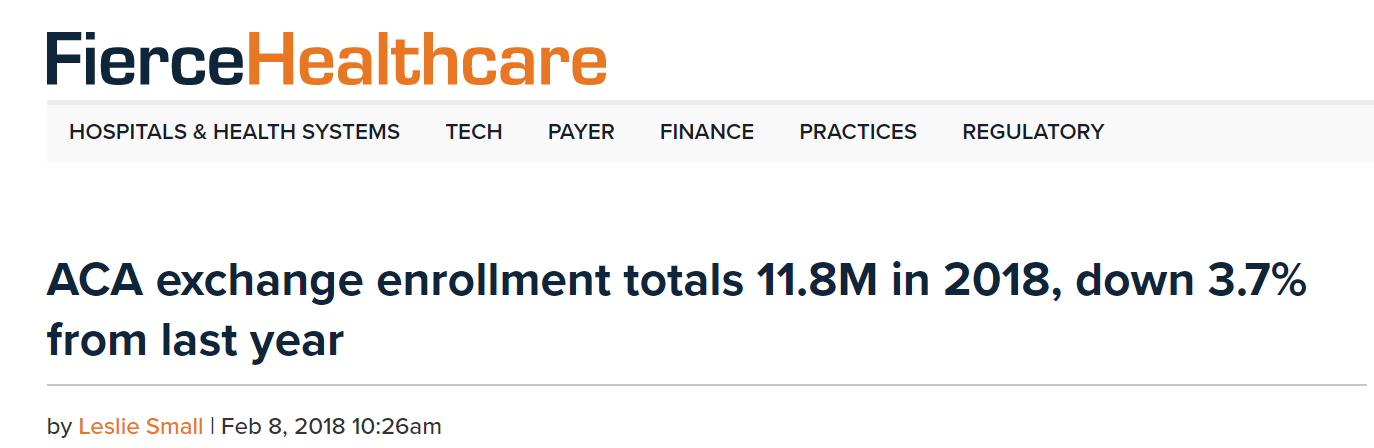 FierceHealthcare
HOSPITALS & HEALTH SYSTEMS TECH PAYER FINANCE PRACTICES REGULATORY
ACA exchange enrollment totals 11.8M in 2018, down 3.7%
from last year
by Leslie Small | Feb 8, 2018 10:26am